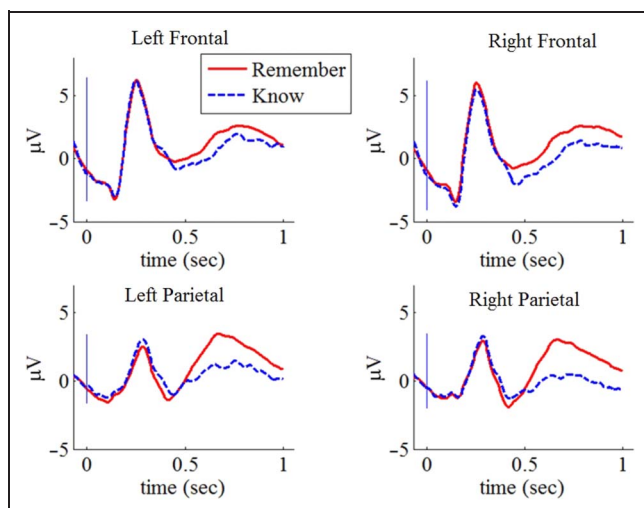 Left Frontal
Right Frontal
Remember
Know
5
0
−5
µV
0
0.5
1
time (sec)
5
0
−5
µV
0
0.5
1
time (sec)
Left Parietal
Right Parietal
5
0
−5
µV
0
0.5
1
time (sec)
5
0
−5
µV
0
0.5
1
time (sec)